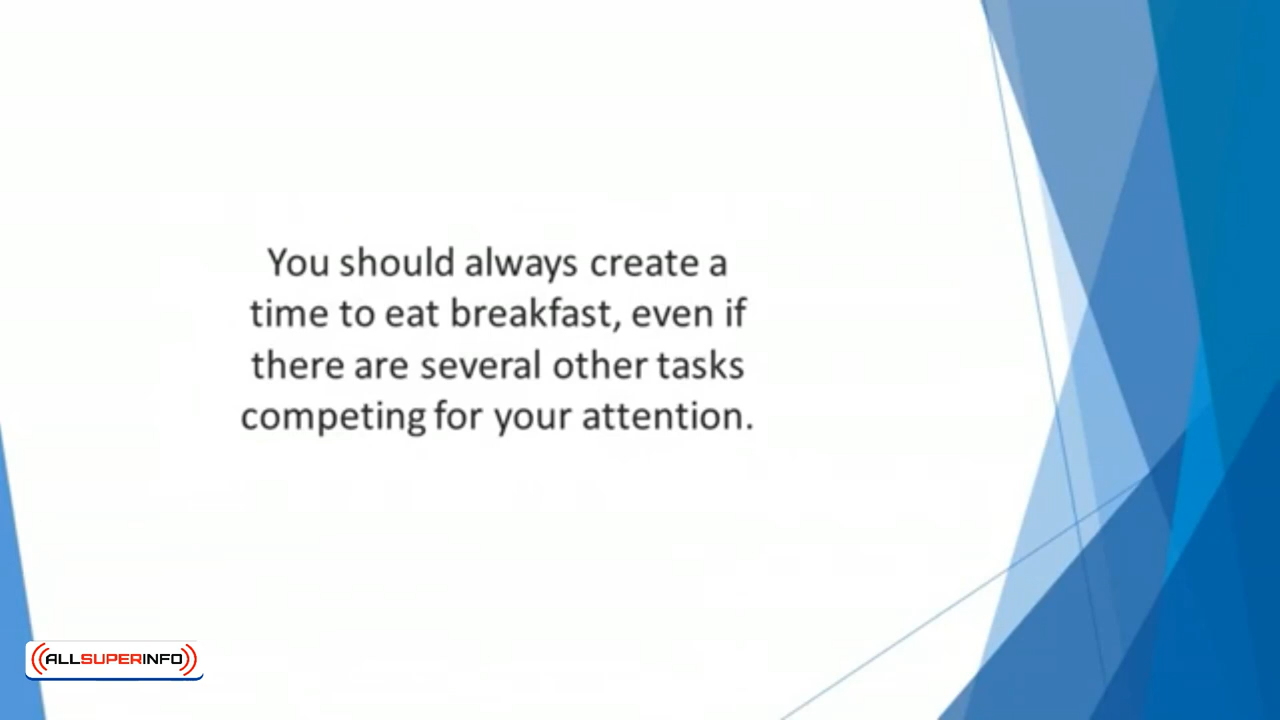 You should always create a
time to eat breakfast, even if
there are several other tasks
competing for your attention.
ALLSUPERINFO